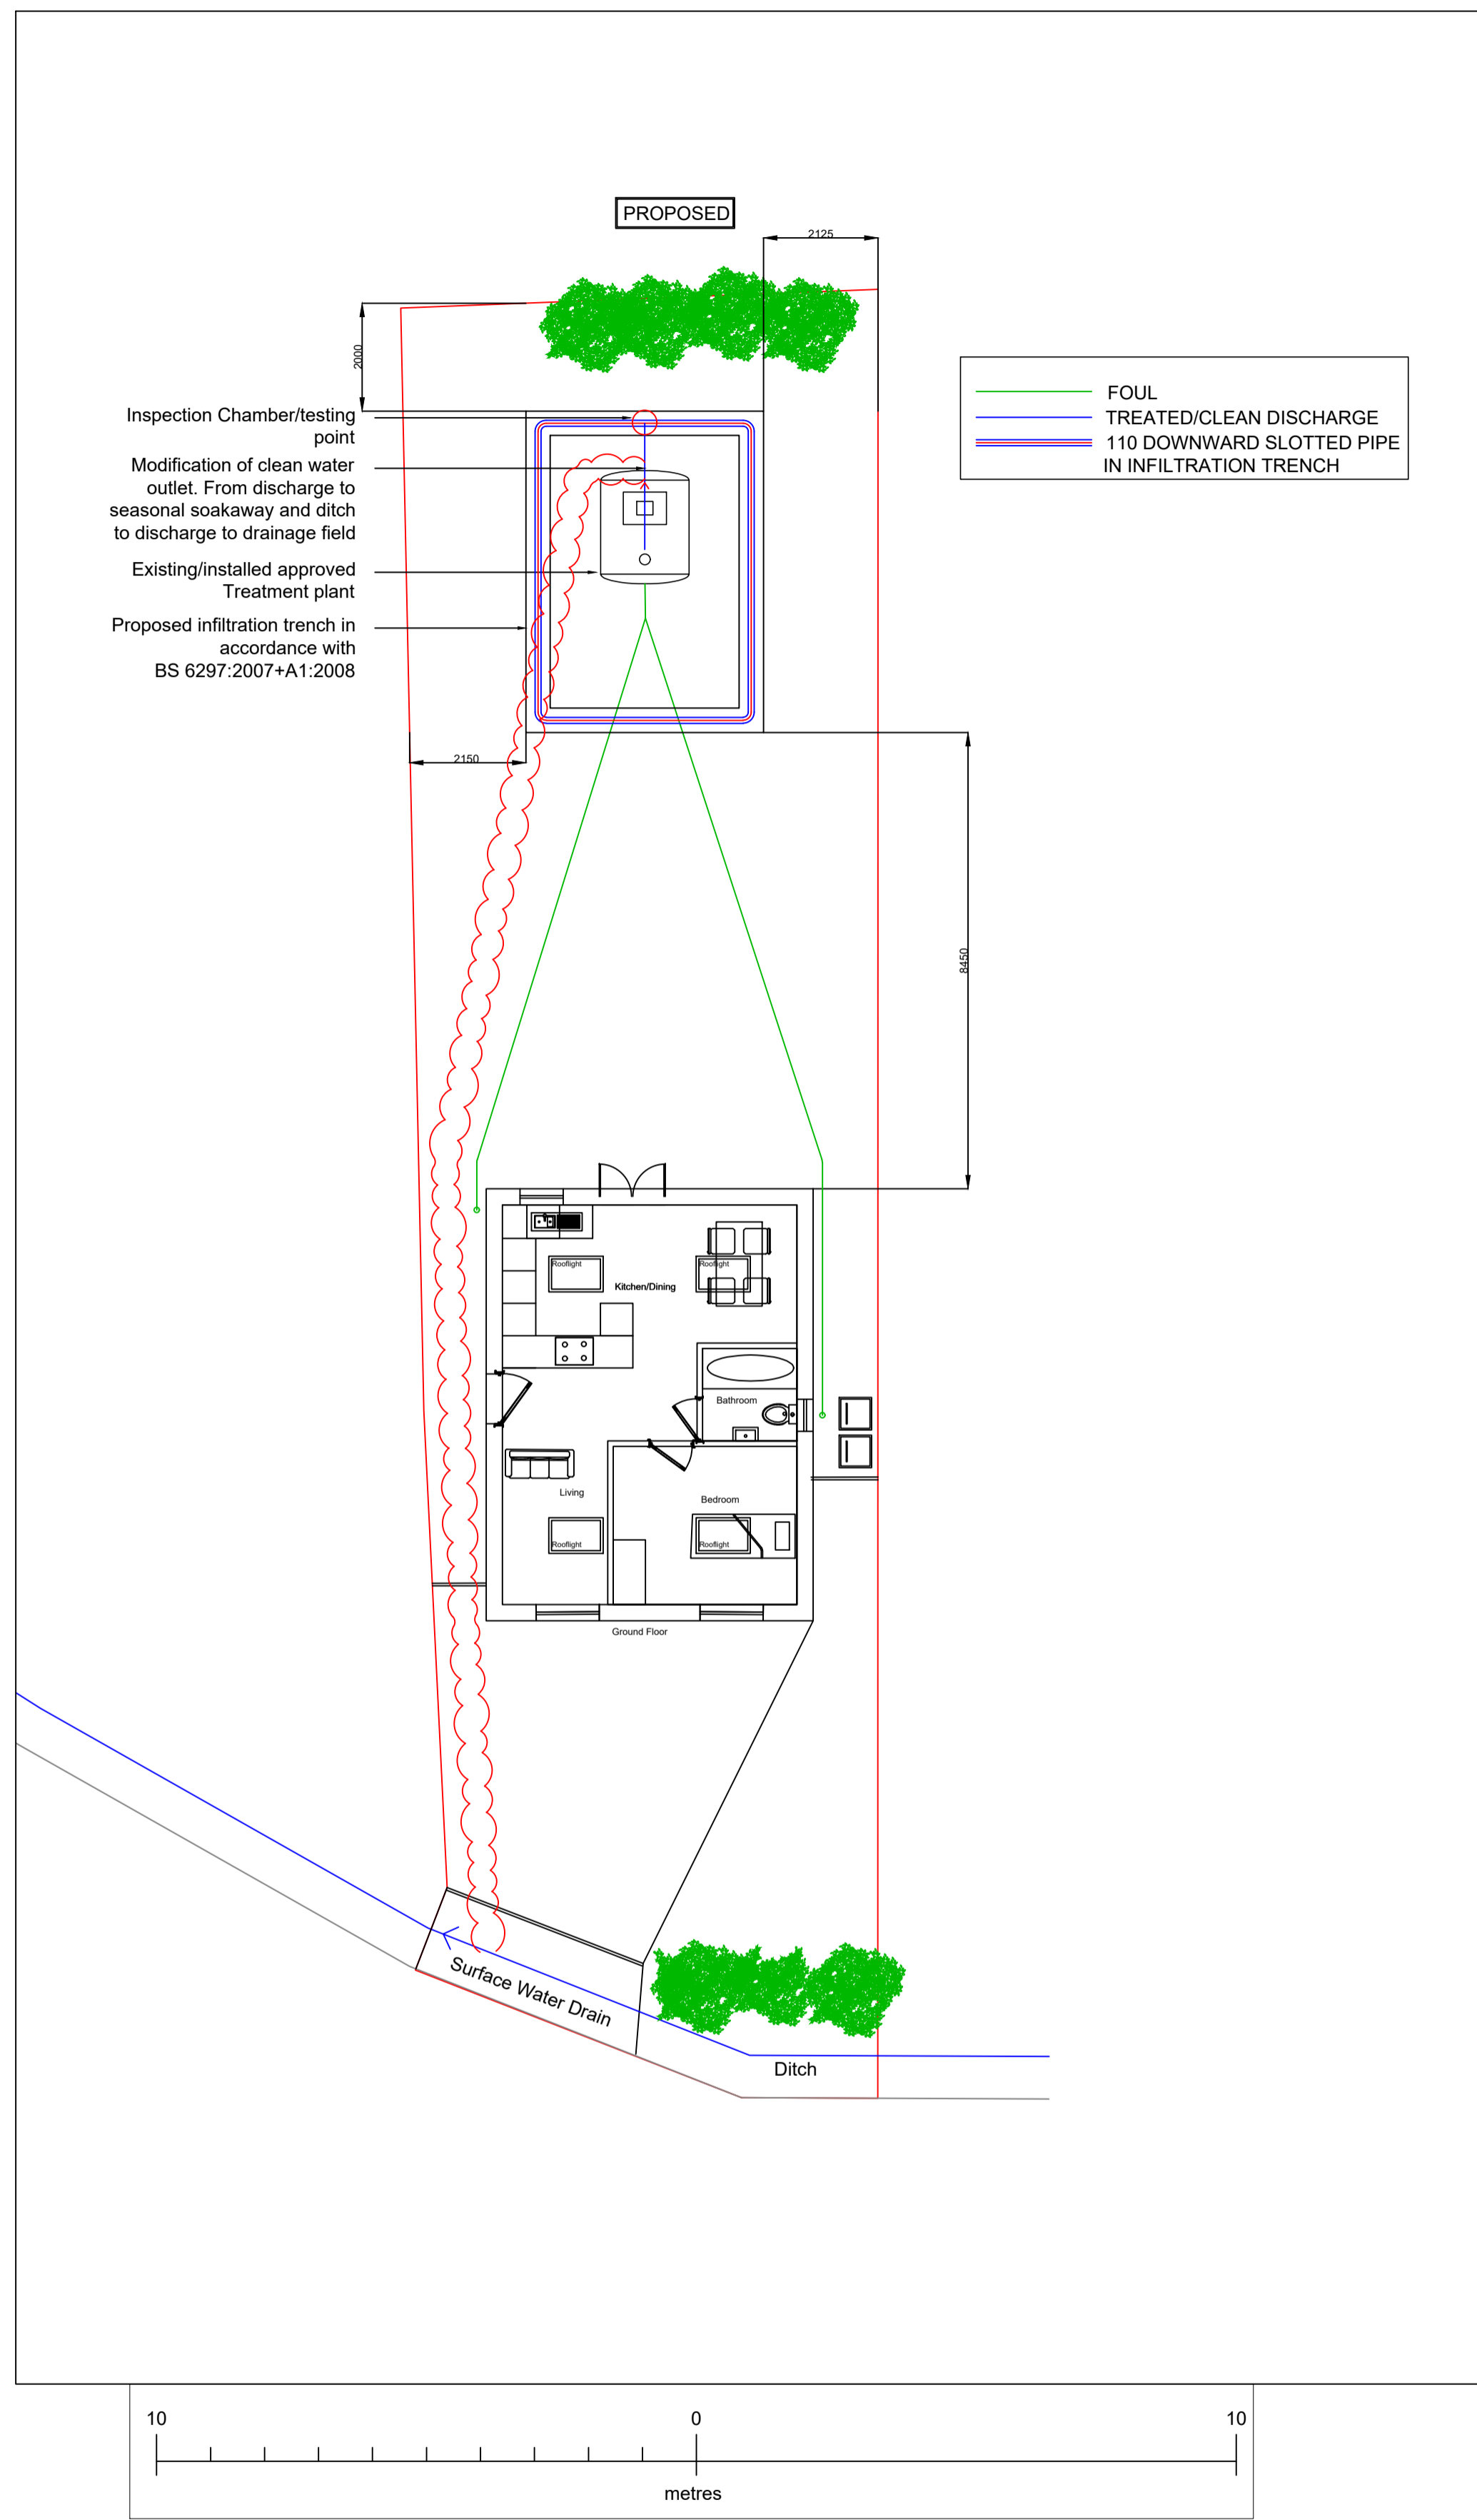 PROPOSED
2125
2000
Inspection Chamber/testing
point
Modification of clean water
outlet. From discharge to
seasonal soakaway and ditch
to discharge to drainage field
Existing/installed approved
Treatment plant
Proposed infiltration trench in
accordance with
BS 6297:2007+A1:2008
FOUL
TREATED/CLEAN DISCHARGE
110 DOWNWARD SLOTTED PIPE
IN INFILTRATION TRENCH
2150
8450
Rooflight
Rooflight
Kitchen/Dining
Bathroom
Living
Bedroom
Rooflight
Rooflight
Ground Floor
Surface Water Drain
Ditch
10
0
10
metres